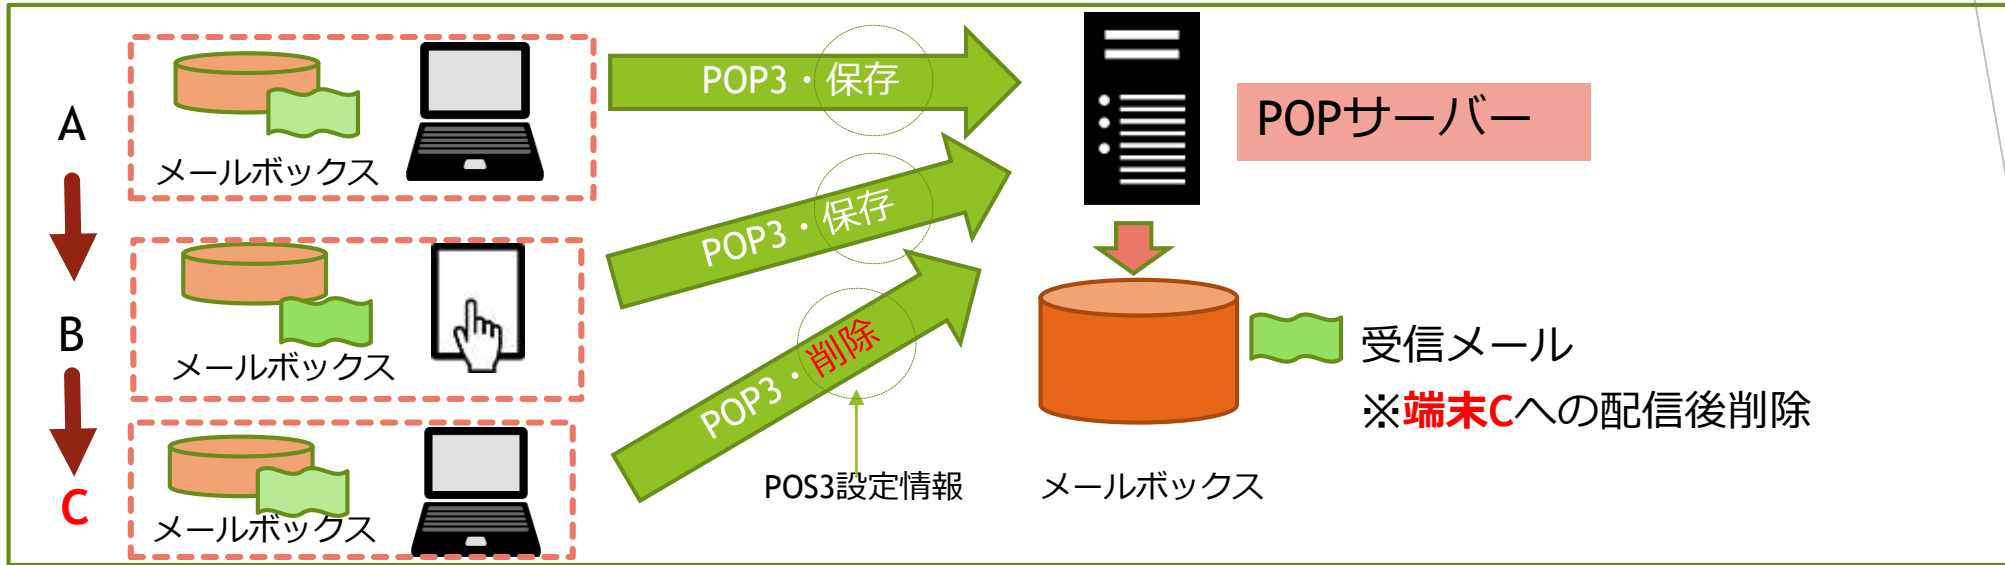 A
メールボックス
POP3・保存
POPサーバー
B
メールボックス
POP3・保存
C
メールボックス
POP3・削除
POS3設定情報
メールボックス
受信メール
※端末Cへの配信後削除